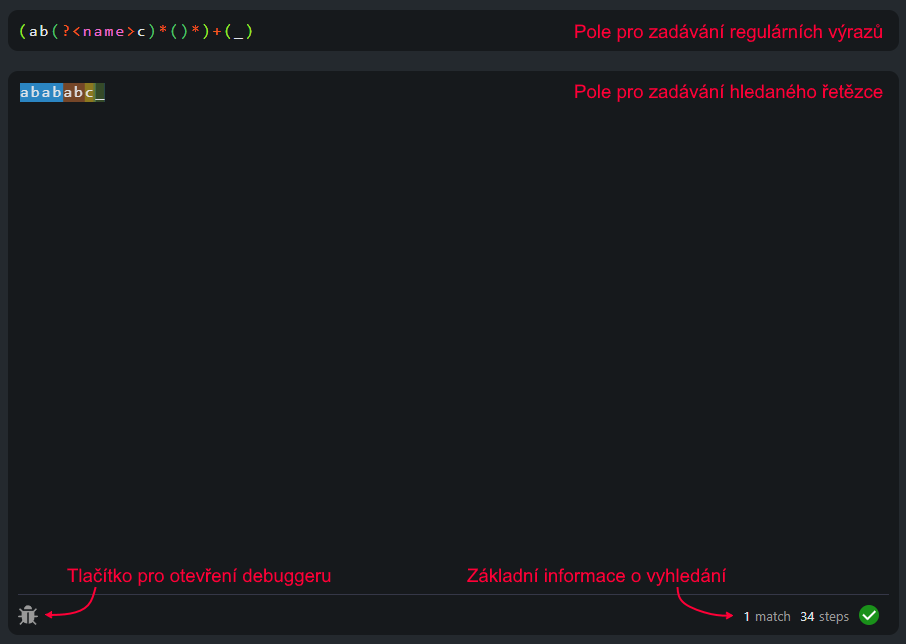 (ab(?<name>c)*()*)+(_)
Pole pro zadávání regulárních výrazů
abababc_
Pole pro zadávání hledaného řetězce
Tlačítko pro otevření debuggeru
Základní informace o vyhledání
1 match 34 steps